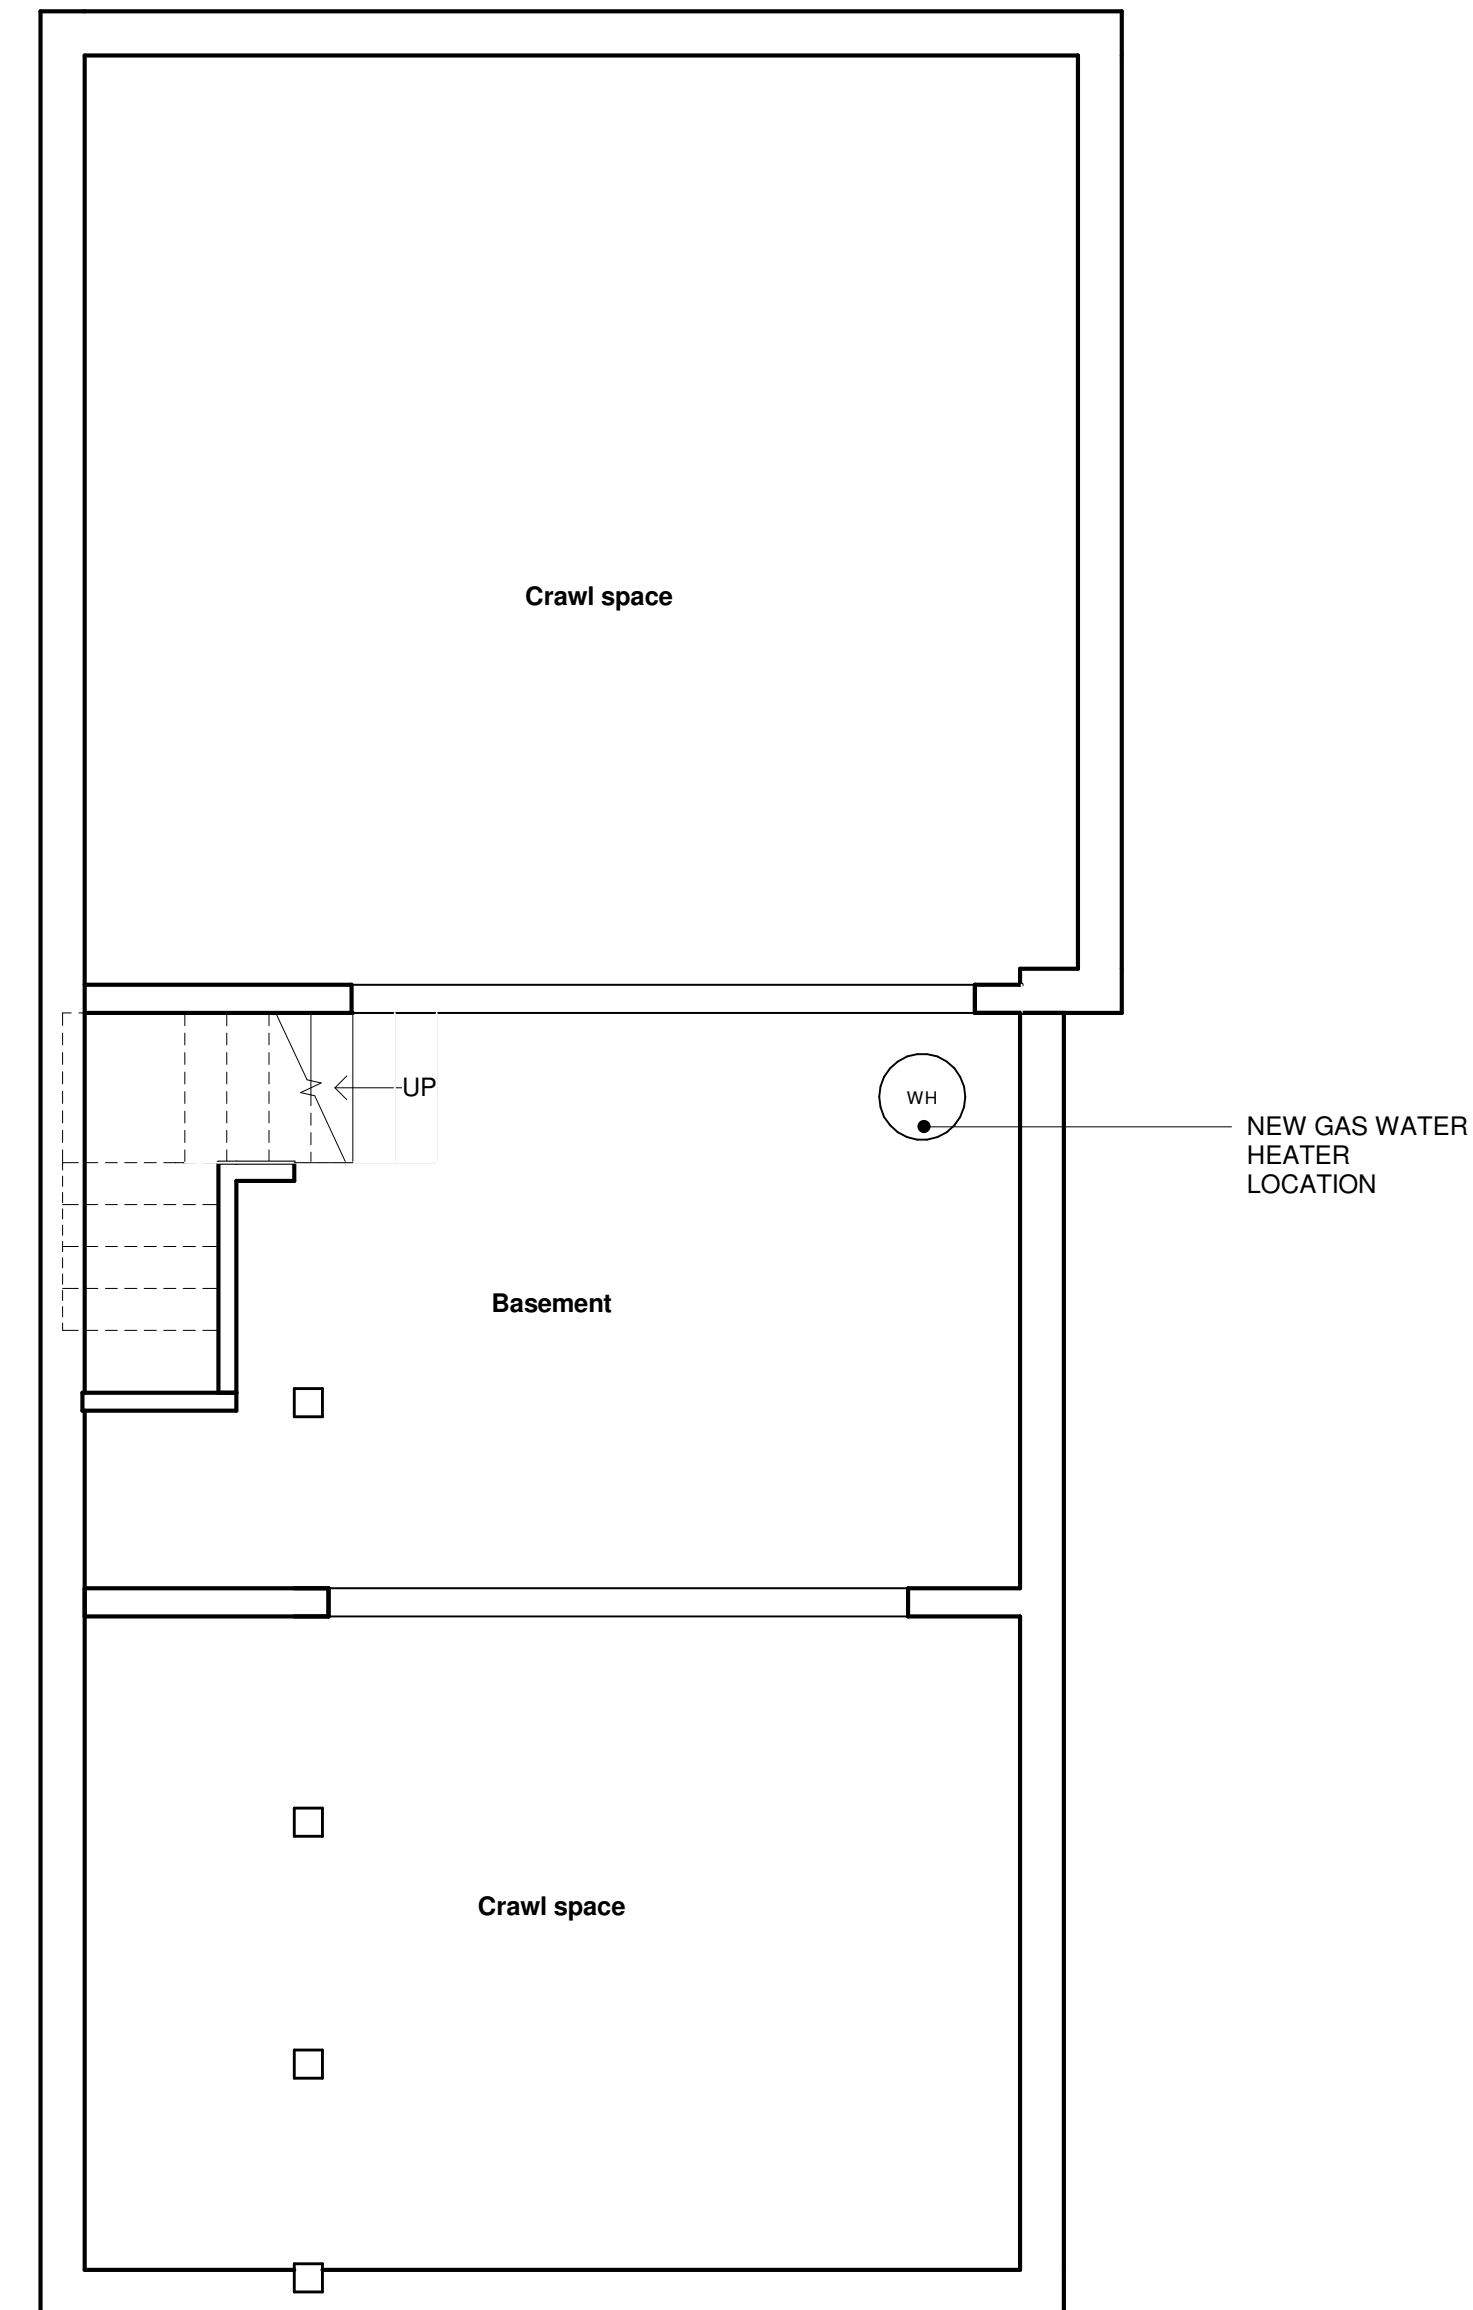 Crawl space
UP
WH
NEW GAS WATER
HEATER
LOCATION
Basement
Crawl space